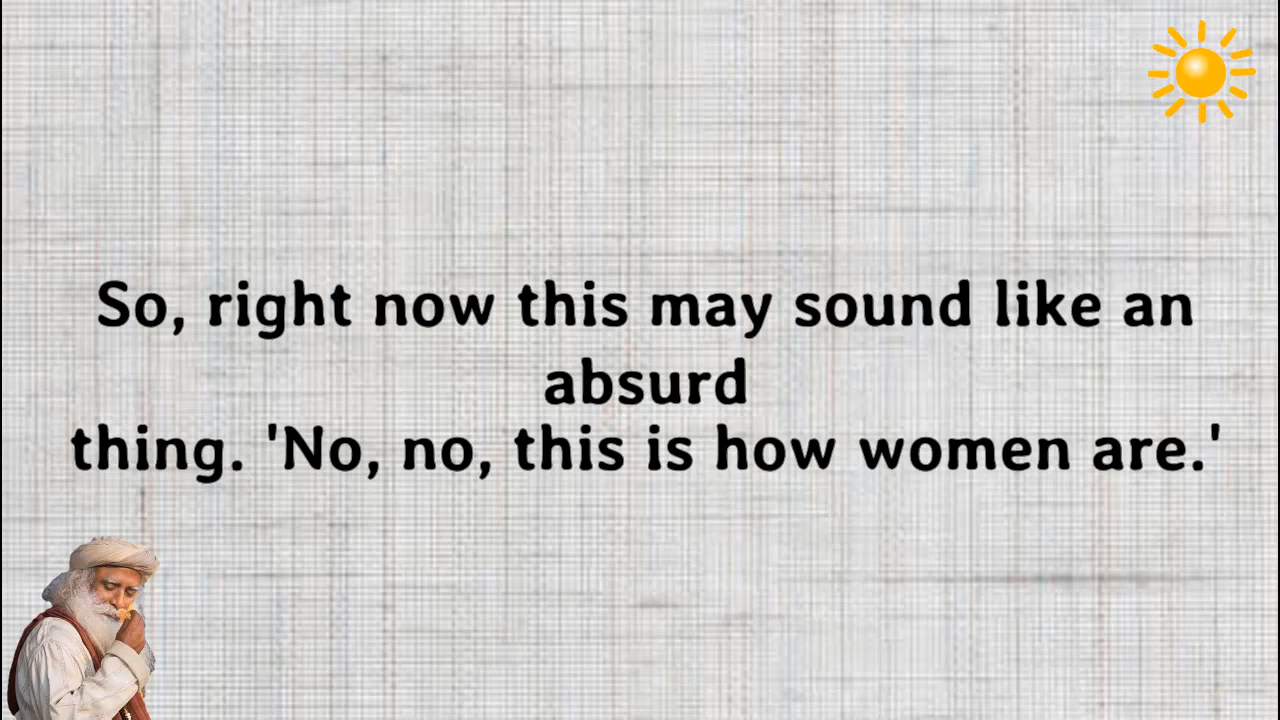 So, right now this may sound like an
absurd
thing. 'No, no, this is how women are.'